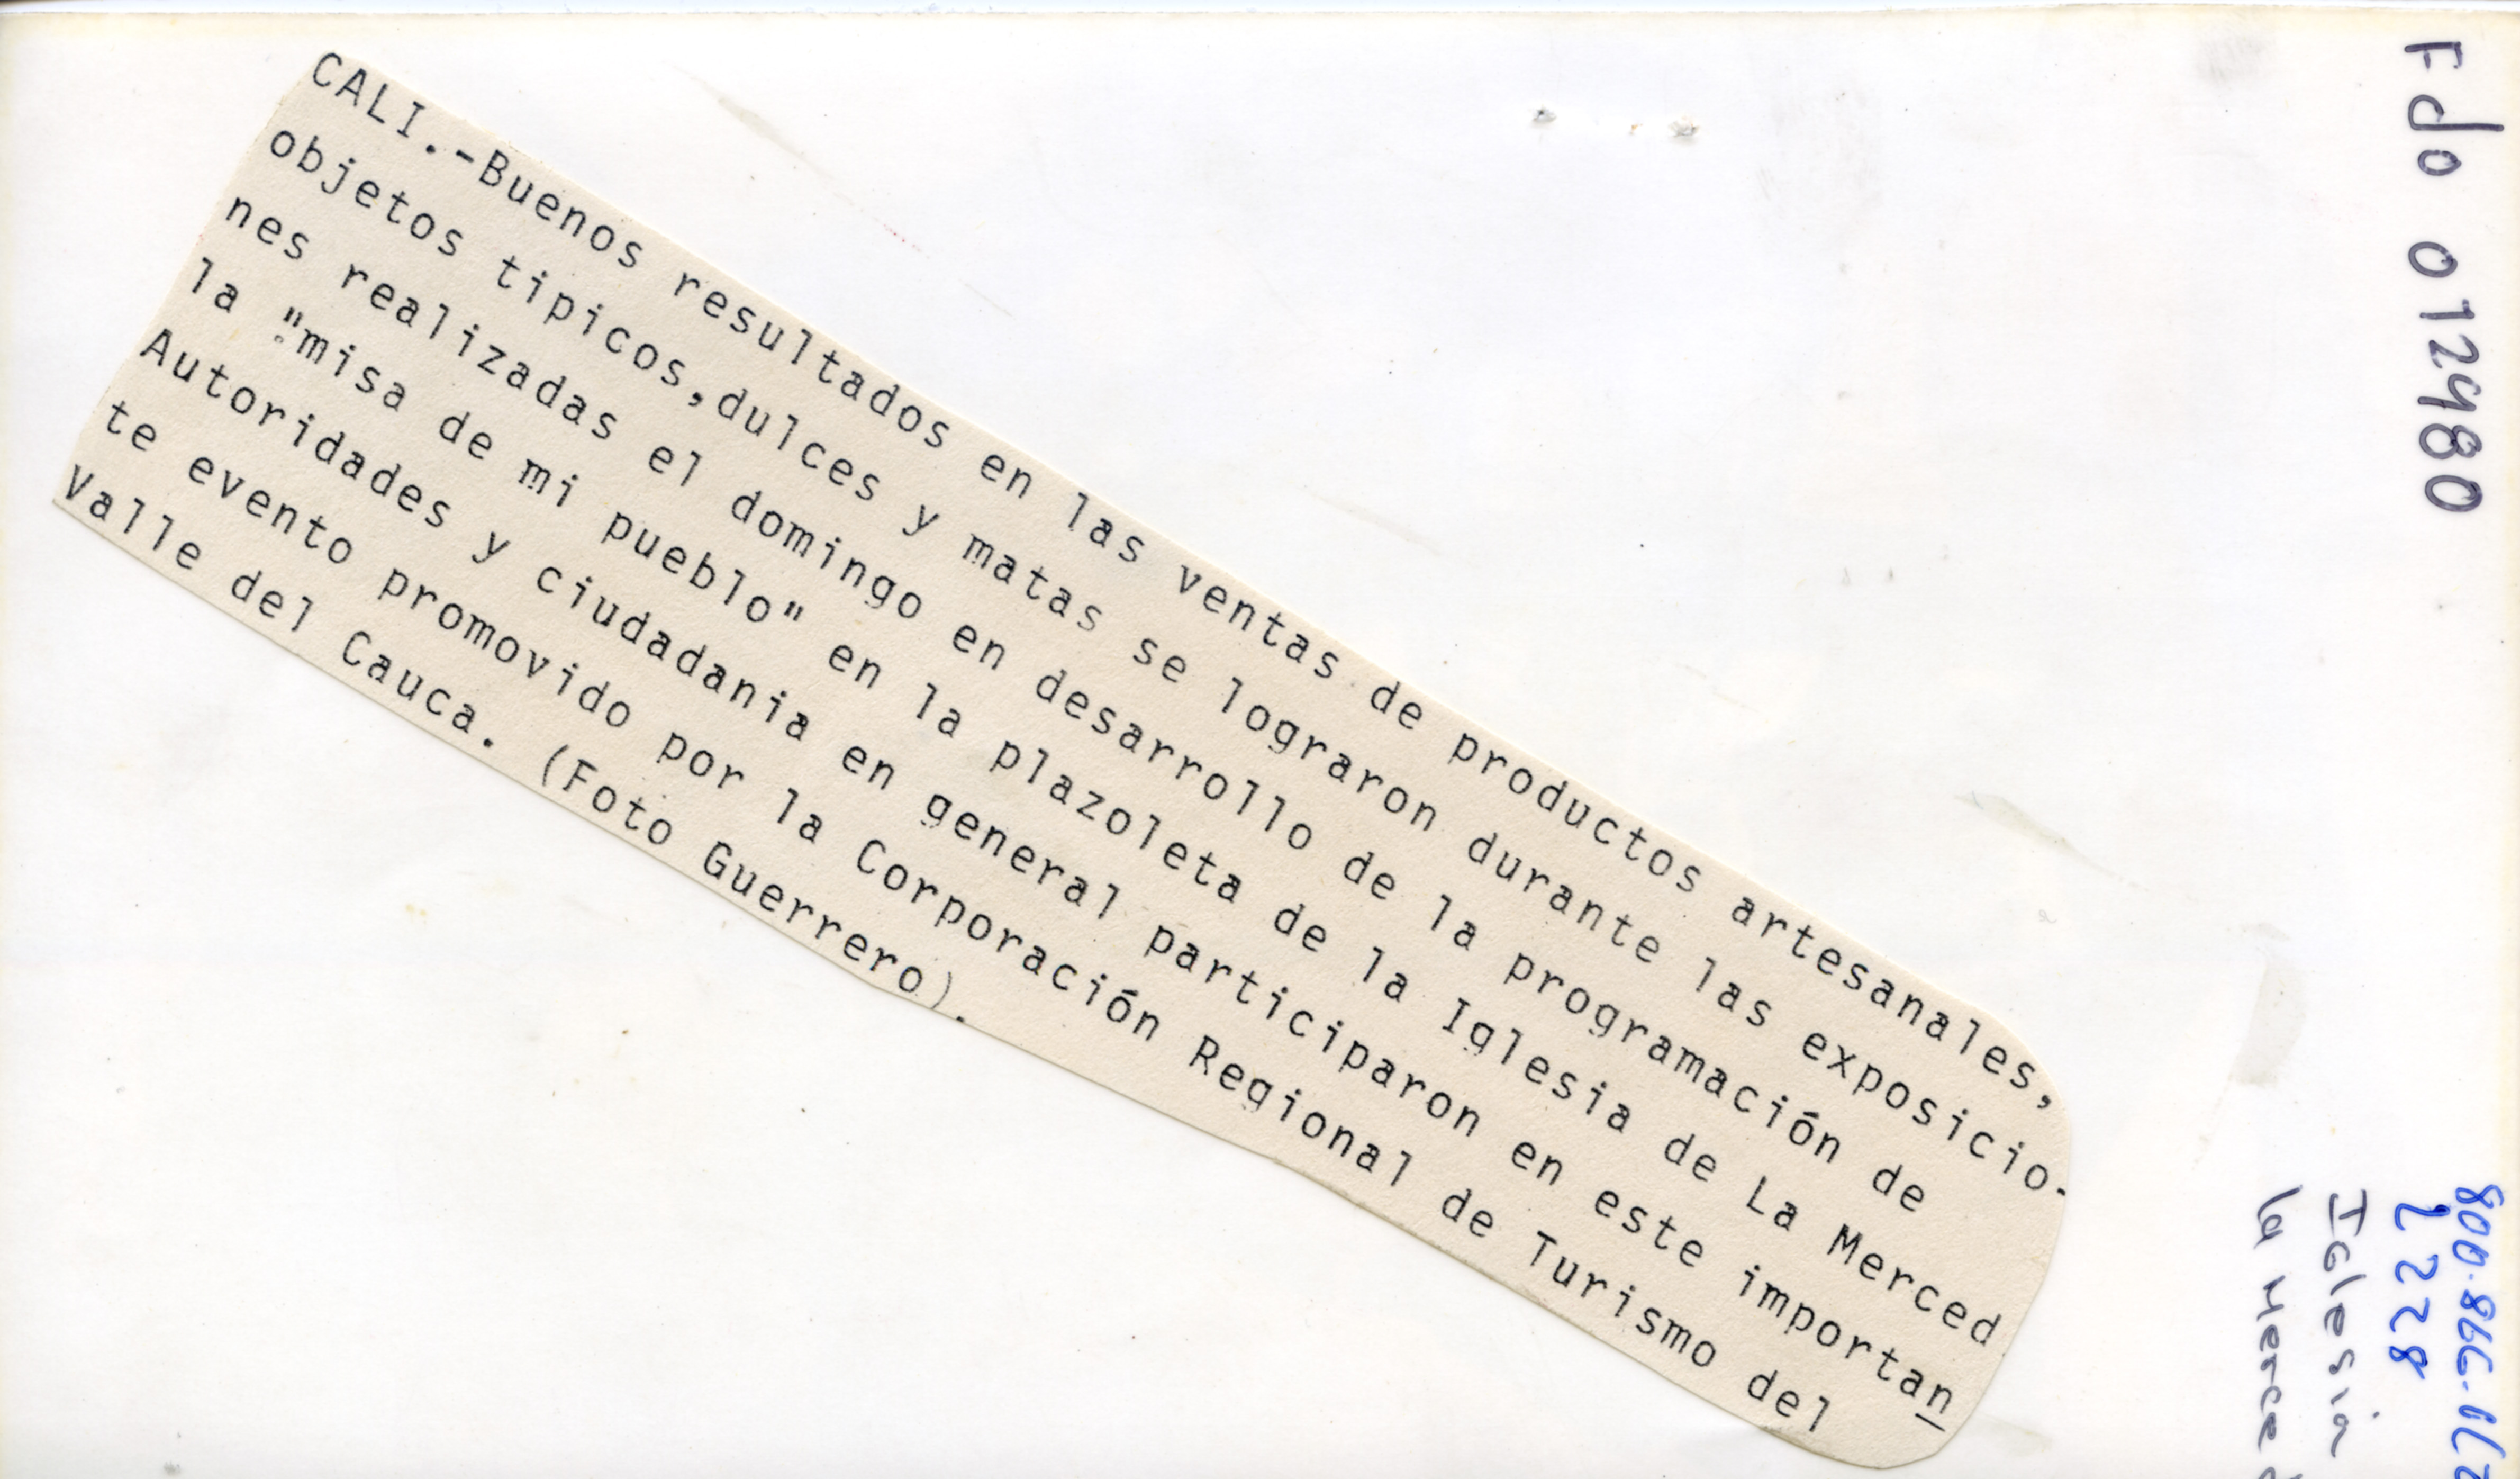 CALI.-Buenos resultados en las ventas de productos artesanales,
objetos tipicos,dulces y matas se lograron durante las exposicio-
nes realizadas el domingo en desarrollo de la programación de
la "misa de mi pueblo" en la plazoleta de la Iglesia de La Merced
Autoridades y ciudadania en general participaron en este importan
te evento promovido por la Corporación Regional de Turismo del
Valle del Cauca. (Foto Guerrero).
Fdo 012980
L228
Iglesia
la Merced